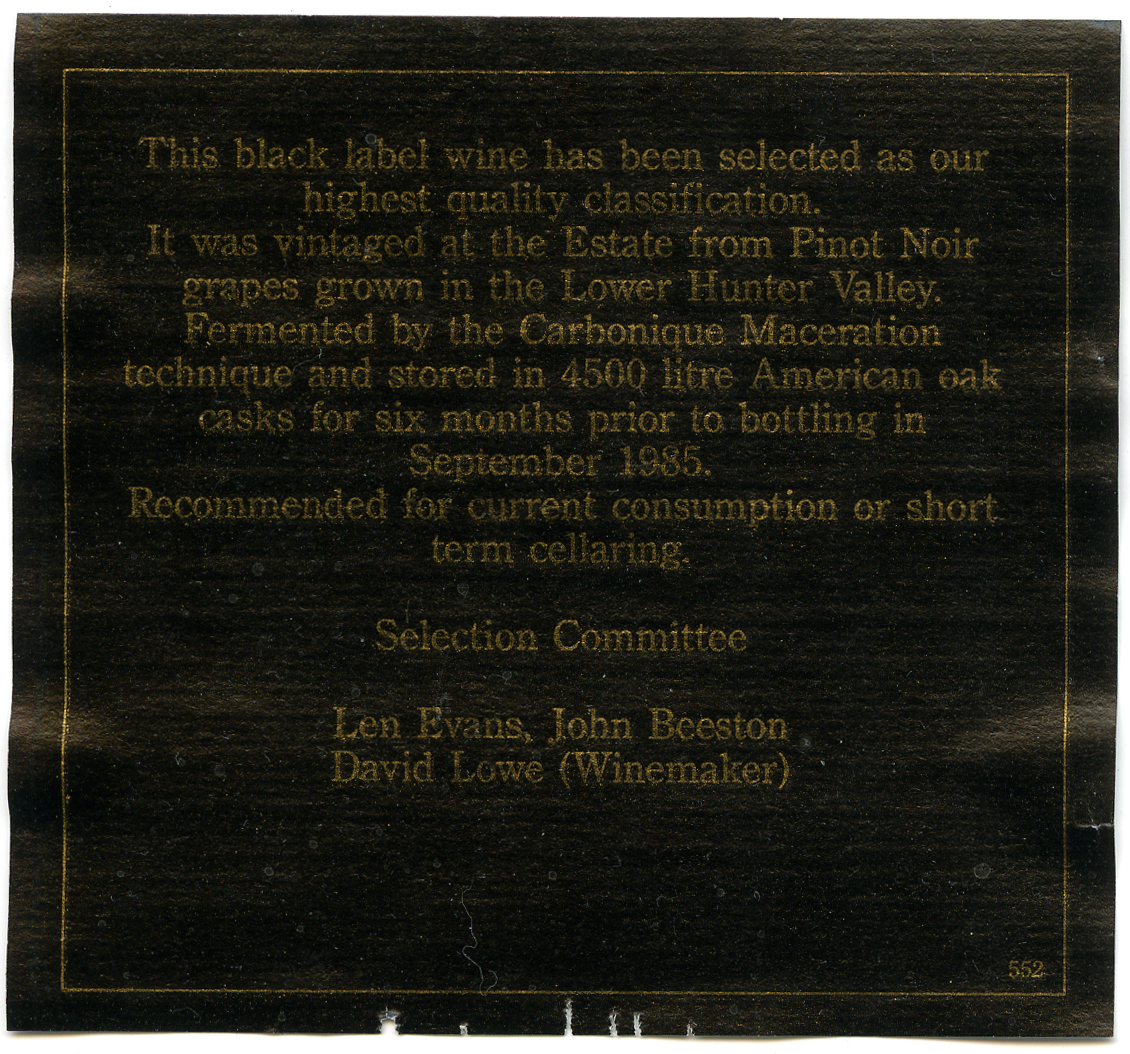 This black label wine has been selected as our
highest quality classification.
It was vintaged at the Estate from Pinot Noir
grapes grown in the Lower Hunter Valley.
Fermented by the Carbonique Maceration
technique and stored in 4500 litre American oak
casks for six months prior to bottling in
September 1985.
Recommended for current consumption or short
term cellaring.
Selection Committee
Len Evans, John Beeston
David Lowe (Winemaker)
552